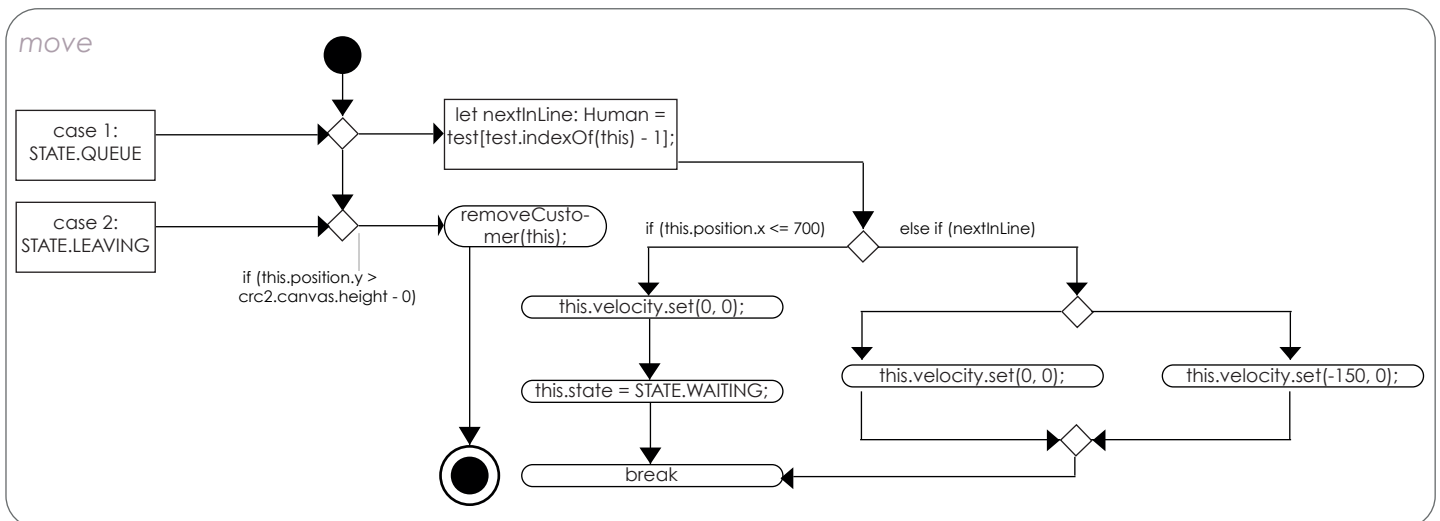 move
case 1:
STATE.QUEUE
let nextInLine: Human =
test[test.indexOf(this) - 1];
case 2:
STATE.LEAVING
removeCusto-
mer(this);
if (this.position.y >
crc2.canvas.height - 0)
if (this.position.x <= 700)
else if (nextInLine)
this.velocity.set(0, 0);
this.state = STATE.WAITING;
break
this.velocity.set(0, 0);
this.velocity.set(-150, 0);